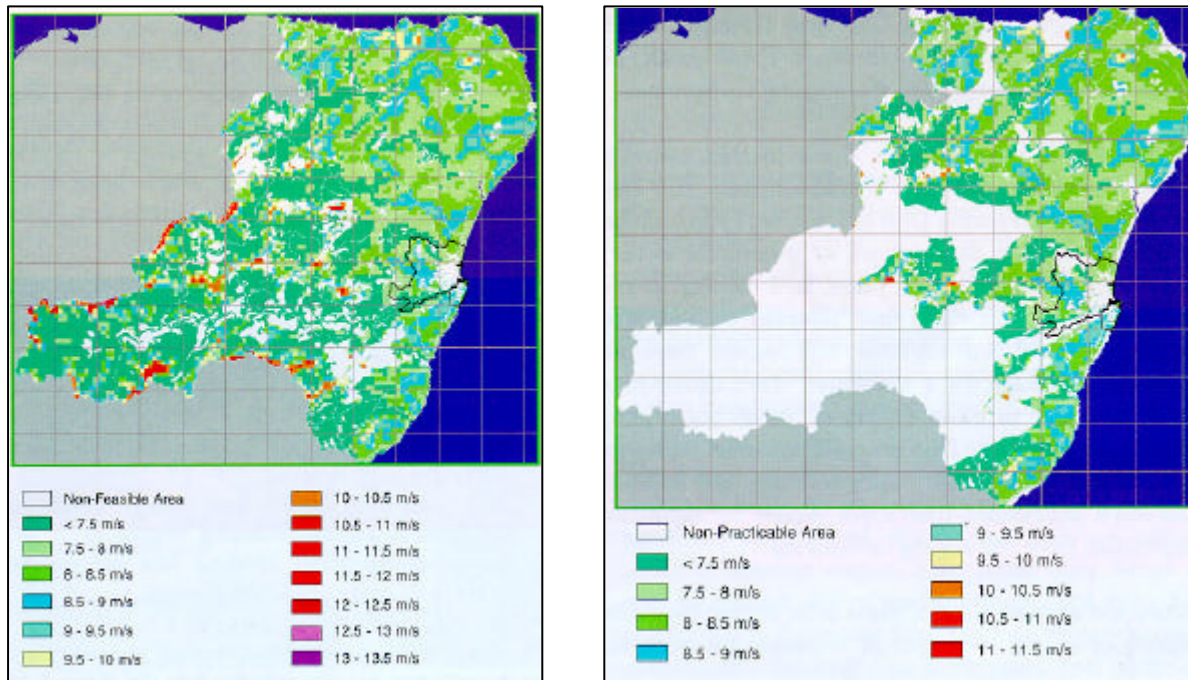 Non-Feasible Area
< 7.5 m/s
7.5 - 8 m/s
8 - 8.5 m/s
8.5 - 9 m/s
9 - 9.5 m/s
9.5 - 10 m/s
10 - 10.5 m/s
10.5 - 11 m/s
11 - 11.5 m/s
11.5 - 12 m/s
12 - 12.5 m/s
12.5 - 13 m/s
13 - 13.5 m/s
Non-Practicable Area
< 7.5 m/s
7.5 - 8 m/s
8 - 8.5 m/s
8.5 - 9 m/s
9 - 9.5 m/s
9.5 - 10 m/s
10 - 10.5 m/s
10.5 - 11 m/s
11 - 11.5 m/s